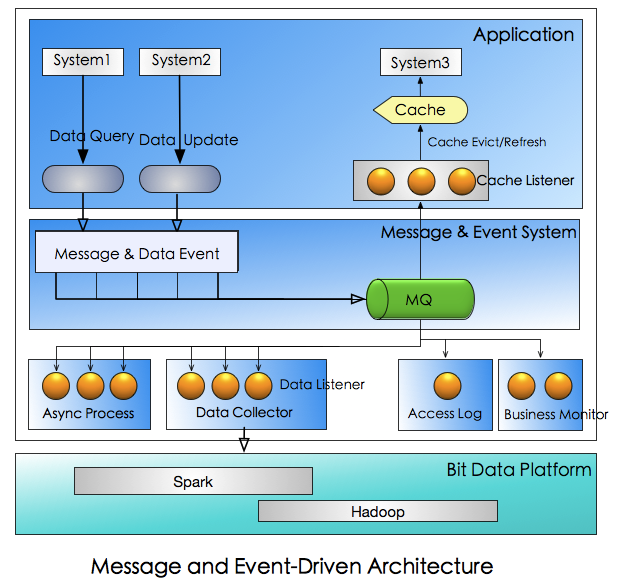 Application
System1
System2
System3
Cache
Data Query
Data Update
Cache Evict/Refresh
Cache Listener
Message & Event System
Message & Data Event
MQ
Data Listener
Async Process
Data Collector
Access Log
Business Monitor
Bit Data Platform
Spark
Hadoop
Message and Event-Driven Architecture